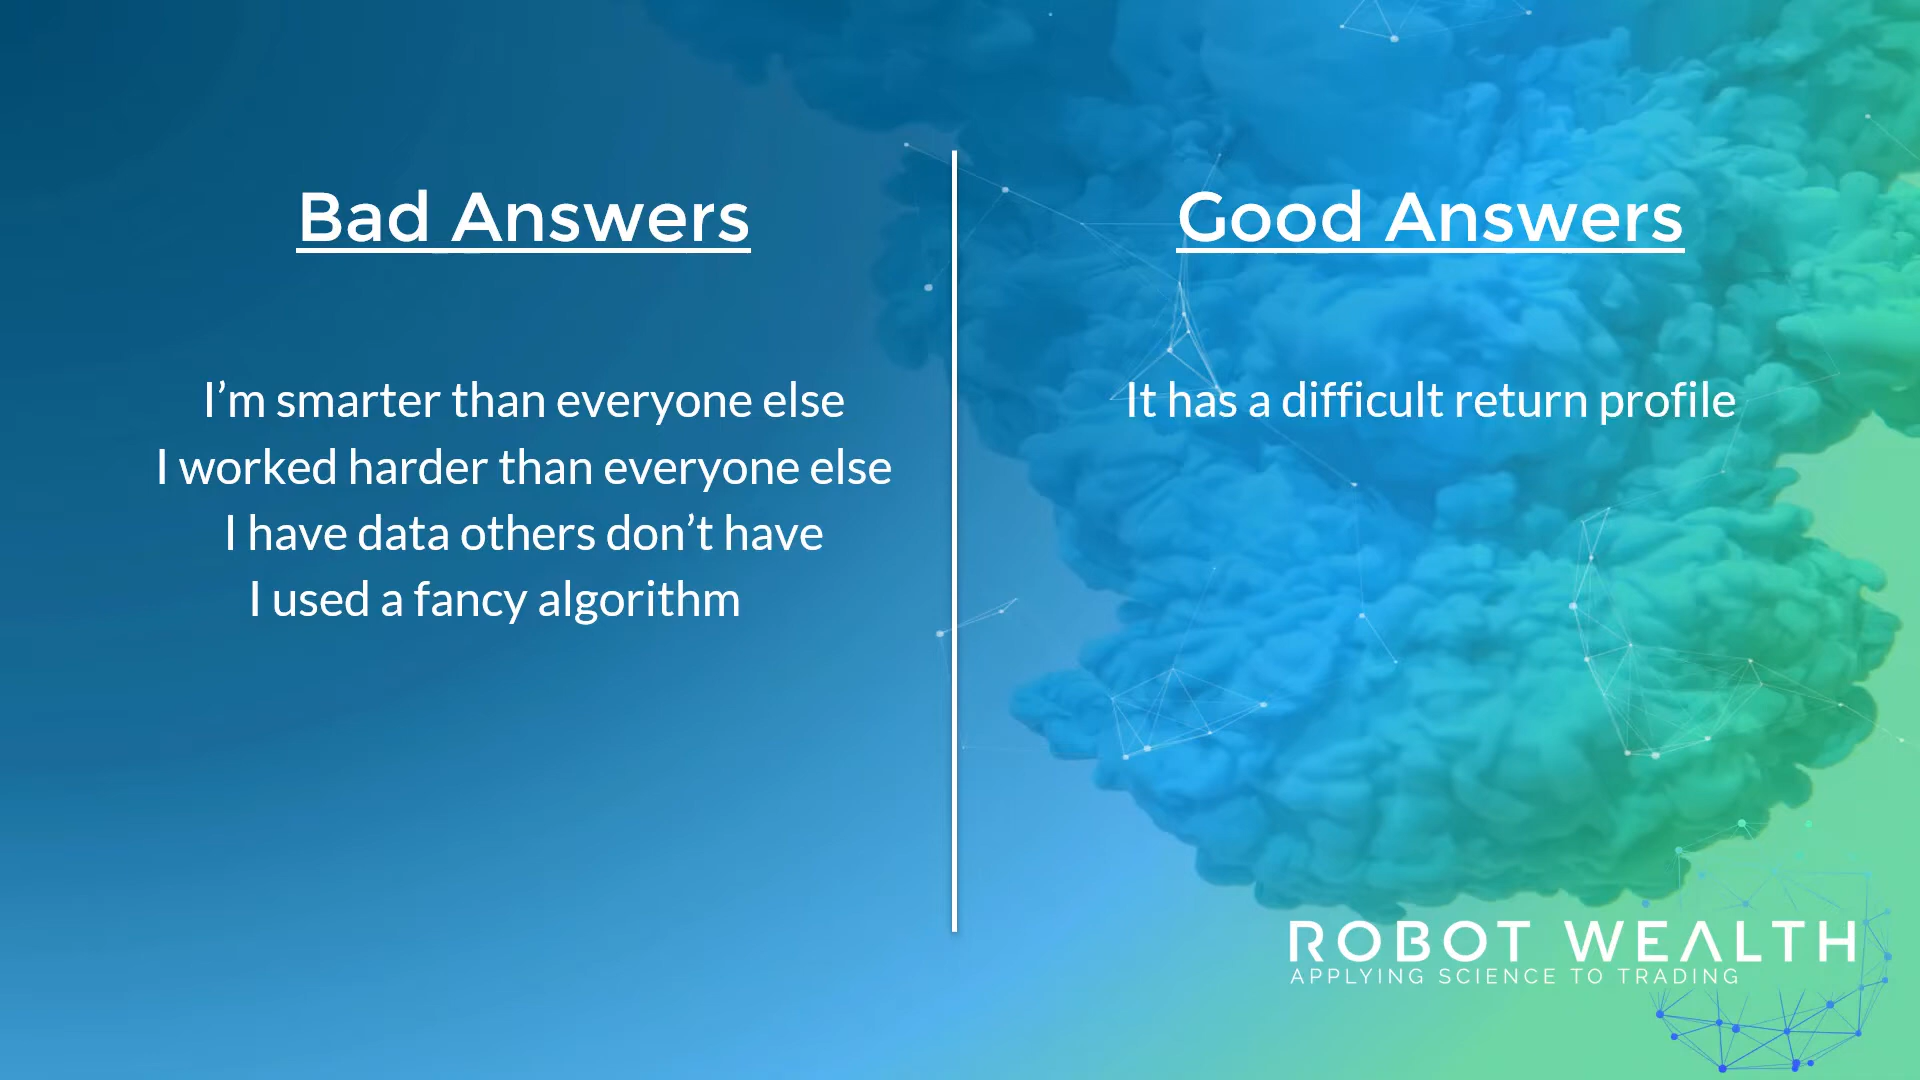 Bad Answers
I’m smarter than everyone else
I worked harder than everyone else
I have data others don’t have
I used a fancy algorithm
Good Answers
It has a difficult return profile
ROBOT WEALTH
APPLYING SCIENCE TO TRADING